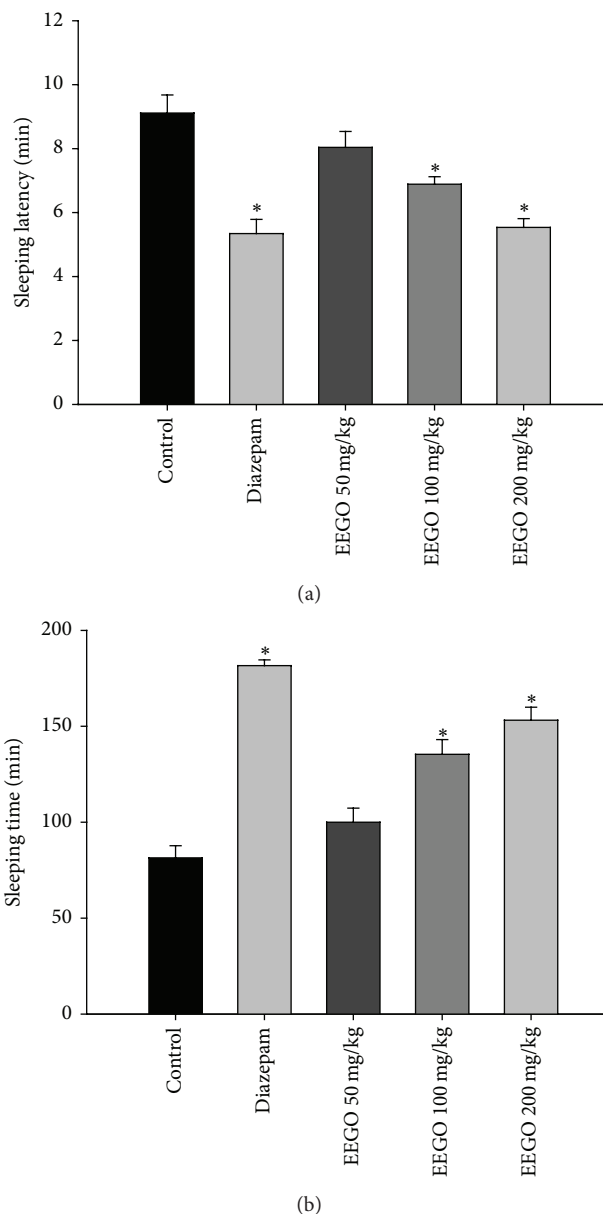 12
10
8
6
4
2
0
Sleeping latency (min)
*
*
*
Control
Diazepam
EEGO 50 mg/kg
EEGO 100 mg/kg
EEGO 200 mg/kg
(a)
200
150
100
50
0
Sleeping time (min)
*
*
*
Control
Diazepam
EEGO 50 mg/kg
EEGO 100 mg/kg
EEGO 200 mg/kg
(b)